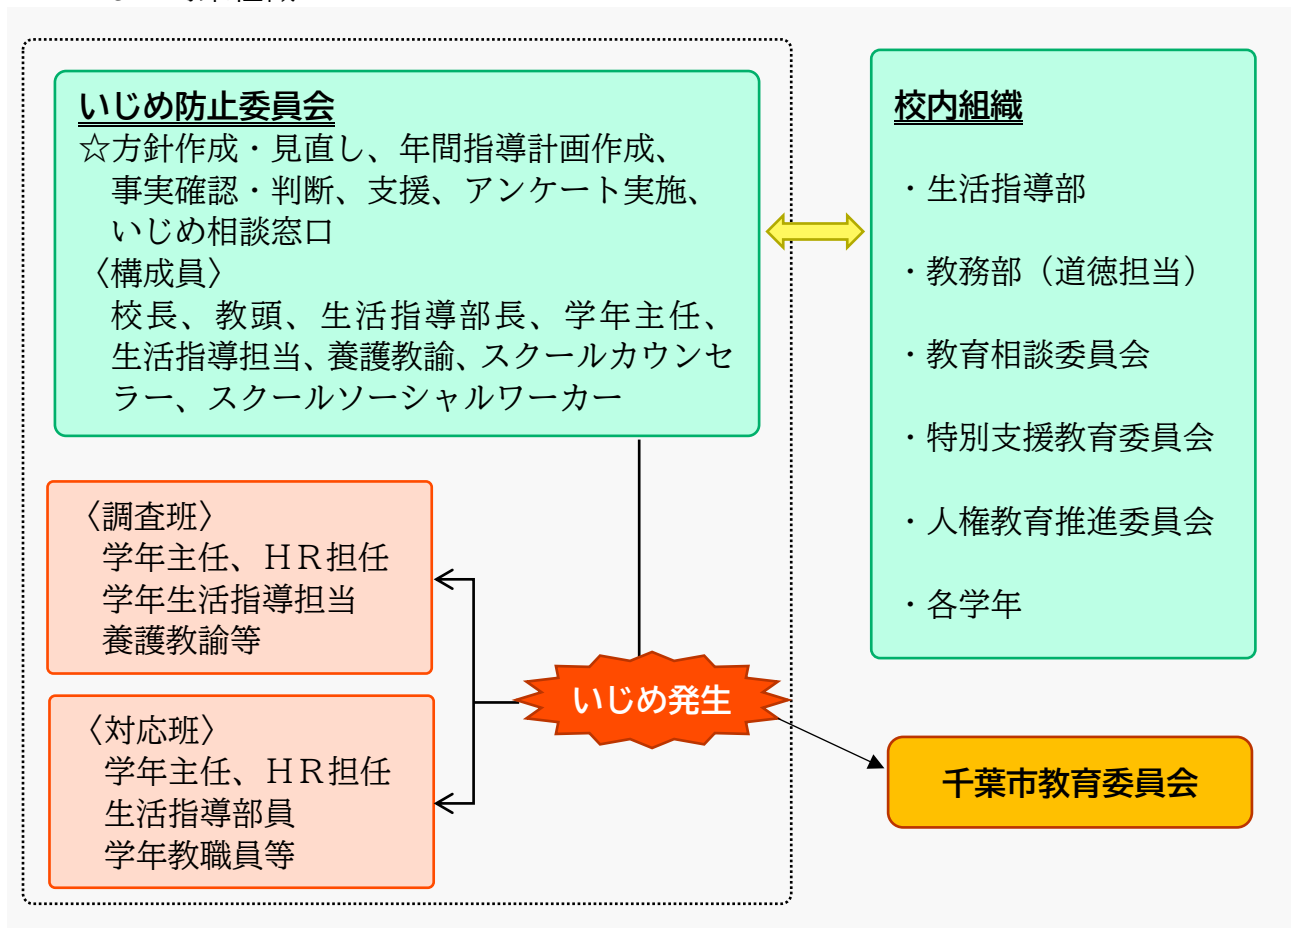 いじめ防止委員会
☆方針作成・見直し、年間指導計画作成、
事実確認・判断、支援、アンケート実施、
いじめ相談窓口
〈構成員〉
校長、教頭、生活指導部長、学年主任、
生活指導担当、養護教諭、スクールカウンセ
ラー、スクールソーシャルワーカー
校内組織
・生活指導部
・教務部（道徳担当）
・教育相談委員会
・特別支援教育委員会
・人権教育推進委員会
・各学年
〈調査班〉
学年主任、ＨＲ担任
学年生活指導担当
養護教諭等
いじめ発生
〈対応班〉
学年主任、ＨＲ担任
生活指導部員
学年教職員等
千葉市教育委員会